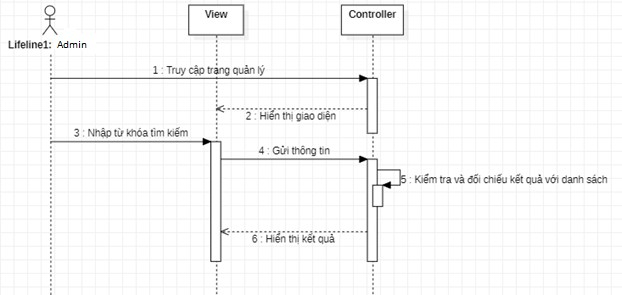 View
Controller
Lifeline1: Admin
1 : Truy cập trang quản lý
2 : Hiển thị giao diện
3 : Nhập từ khóa tìm kiếm
4 : Gửi thông tin
5 : Kiểm tra và đối chiếu kết quả với danh sách
6 : Hiển thị kết quả